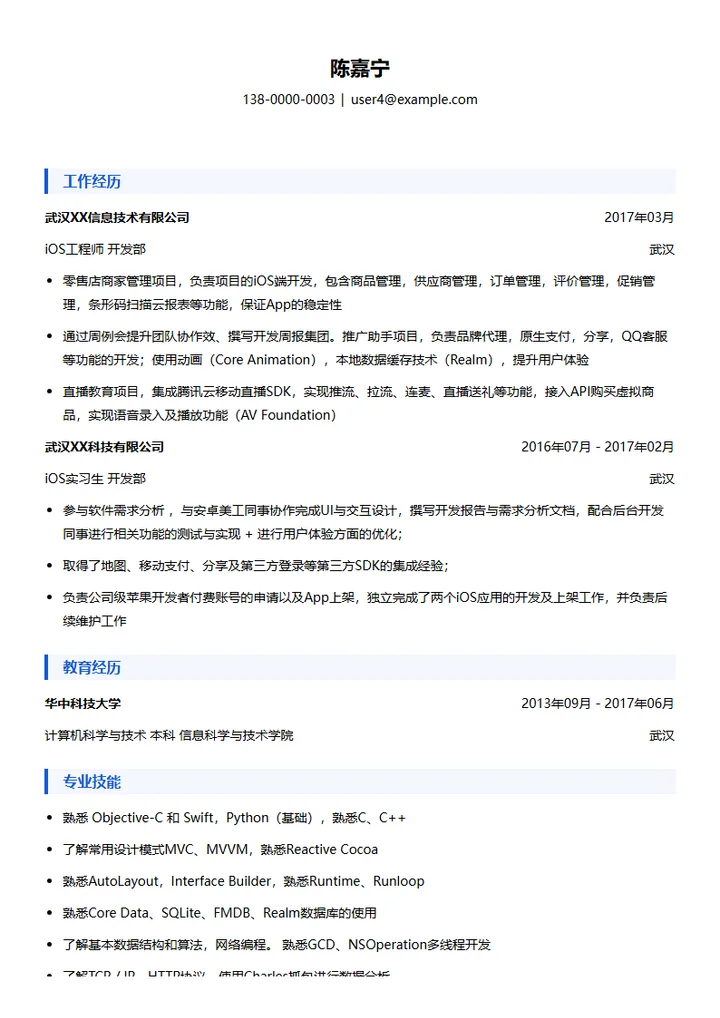 陈嘉宁
138-0000-0003 | user4@example.com
工作经历
武汉XX信息技术有限公司 2017年03月
iOS工程师 开发部 武汉
• 零售店商家管理项目，负责项目的iOS端开发，包含商品管理，供应商管理，订单管理，评价管理，促销管
理，条形码扫描云报表等功能，保证App的稳定性
• 通过周例会提升团队协作效、撰写开发周报集团。推广助手项目，负责品牌代理，原生支付，分享，QQ客服
等功能的开发；使用动画（Core Animation），本地数据缓存技术（Realm），提升用户体验
• 直播教育项目，集成腾讯云移动直播SDK，实现推流、拉流、连麦、直播送礼等功能，接入API购买虚拟商
品，实现语音录入及播放功能（AV Foundation）
武汉XX科技有限公司 2016年07月 - 2017年02月
iOS实习生 开发部 武汉
• 参与软件需求分析 ，与安卓美工同事协作完成UI与交互设计，撰写开发报告与需求分析文档，配合后台开发
同事进行相关功能的测试与实现 + 进行用户体验方面的优化；
• 取得了地图、移动支付、分享及第三方登录等第三方SDK的集成经验；
• 负责公司级苹果开发者付费账号的申请以及App上架，独立完成了两个iOS应用的开发及上架工作，并负责后
续维护工作
教育经历
华中科技大学 2013年09月 - 2017年06月
计算机科学与技术 本科 信息科学与技术学院 武汉
专业技能
• 熟悉 Objective-C 和 Swift，Python（基础），熟悉C、C++
• 了解常用设计模式MVC、MVVM，熟悉Reactive Cocoa
• 熟悉AutoLayout，Interface Builder，熟悉Runtime、Runloop
• 熟悉Core Data、SQLite、FMDB、Realm数据库的使用
• 了解基本数据结构和算法，网络编程。 熟悉GCD、NSOperation多线程开发
• 了解TCP / IP、HTTP协议，使用Charles抓包进行数据分析